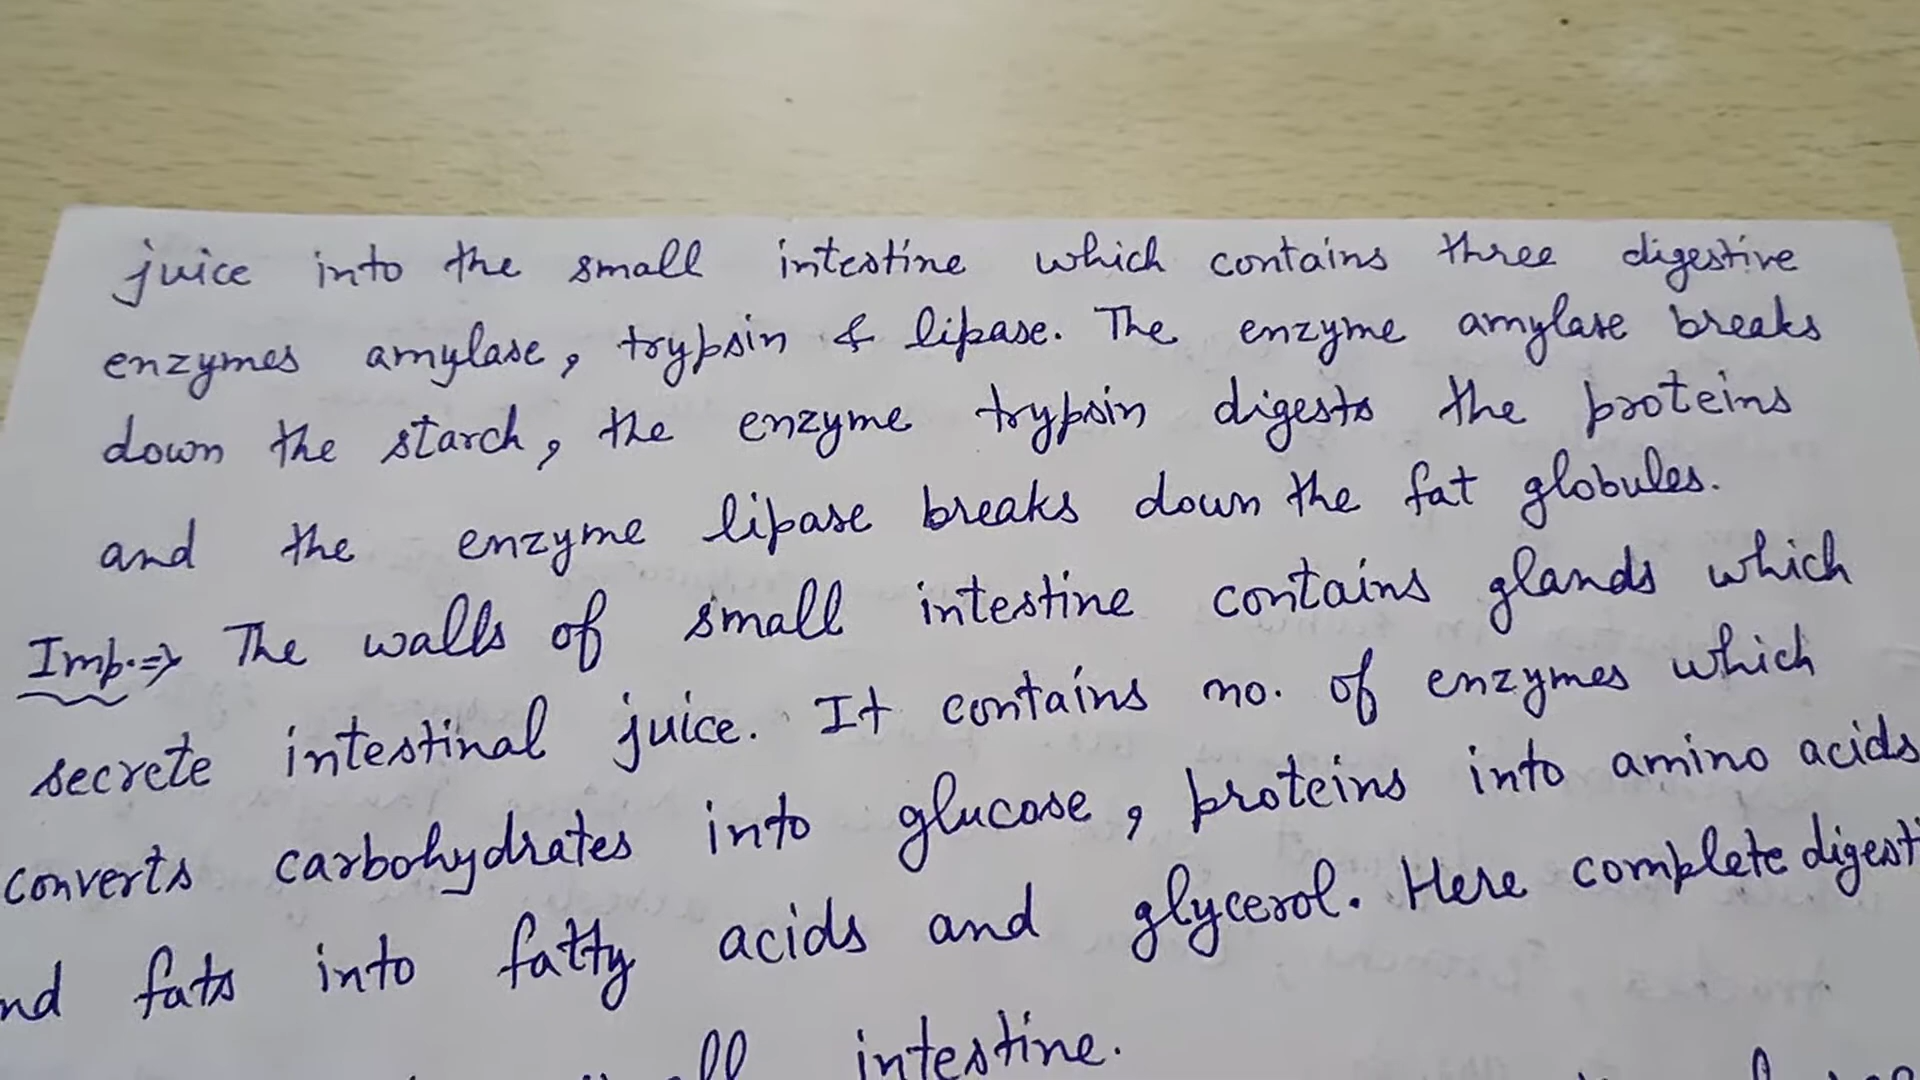 juice into the small intestine which contains three digestive
enzymes amylase, trypsin & lipase. The enzyme amylase breaks
down the starch, the enzyme trypsin digests the proteins
and the enzyme lipase breaks down the fat globules.
Imp.⇒ The walls of small intestine contains glands which
secrete intestinal juice. It contains no. of enzymes which
converts carbohydrates into glucose, proteins into amino acids
nd fats into fatty acids and glycerol. Here complete digesti
intestine.